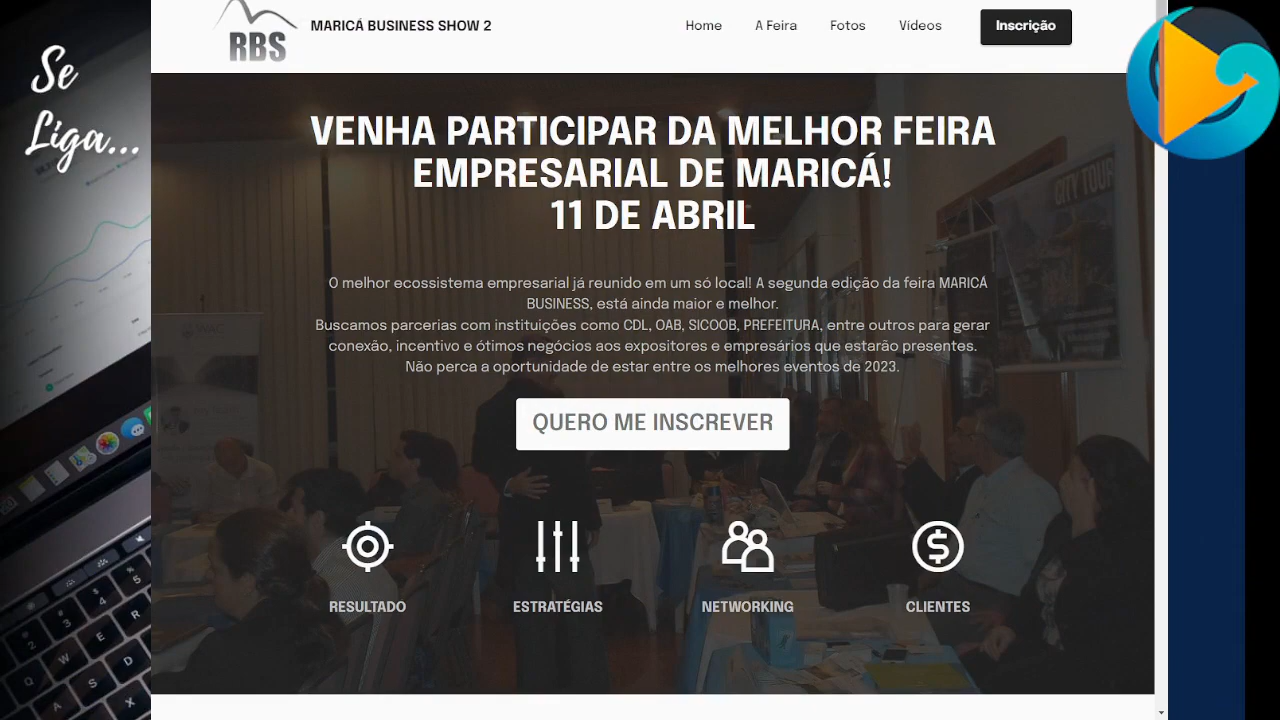 Se
Liga...
RBS
MARICÁ BUSINESS SHOW 2
Home
A Feira
Fotos
Vídeos
Inscrição
VENHA PARTICIPAR DA MELHOR FEIRA
EMPRESARIAL DE MARICÁ!
11 DE ABRIL
CITY TOUR
O melhor ecossistema empresarial já reunido em um só local! A segunda edição da feira MARICÁ
BUSINESS, está ainda maior e melhor.
Buscamos parcerias com instituições como CDL, OAB, SICOOB, PREFEITURA, entre outros para gerar
conexão, incentivo e ótimos negócios aos expositores e empresários que estarão presentes.
Não perca a oportunidade de estar entre os melhores eventos de 2023.
QUERO ME INSCREVER
RESULTADO
ESTRATÉGIAS
NETWORKING
CLIENTES